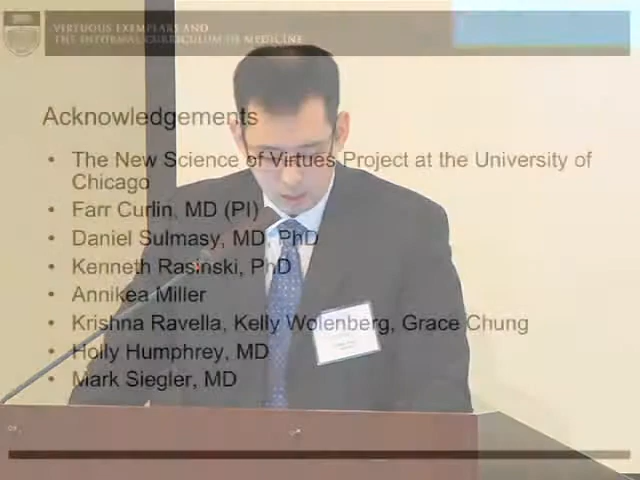 VIRTUOUS EXEMPLARS AND
THE INFORMAL CURRICULUM OF MEDICINE
Acknowledgements
• The New Science of Virtues Project at the University of
Chicago
• Farr Curlin, MD (PI)
• Daniel Sulmasy, MD, PhD
• Kenneth Rasinski, PhD
• Annikea Miller
• Krishna Ravella, Kelly Wolenberg, Grace Chung
• Holly Humphrey, MD
• Mark Siegler, MD